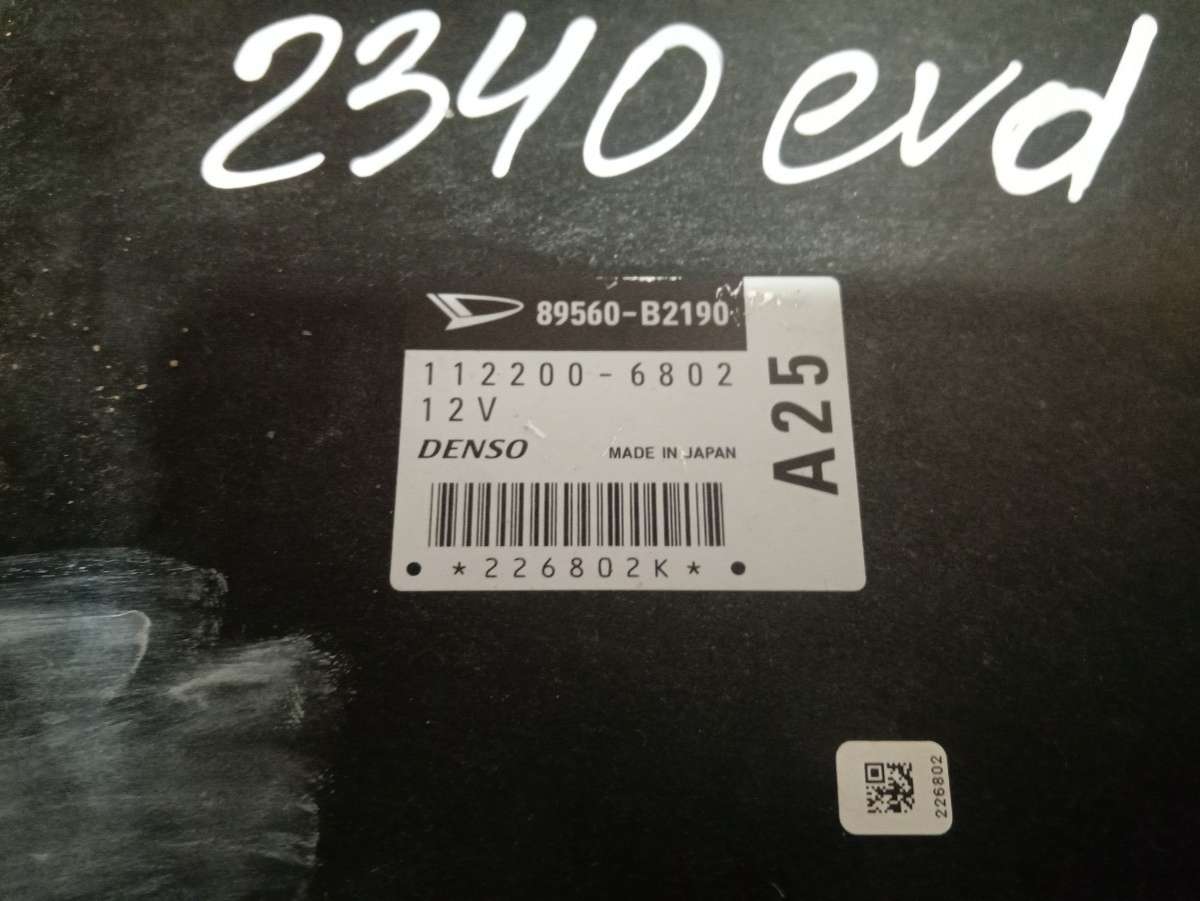 2340 evd
89560-B2190
112200-6802
12V
DENSO MADE IN JAPAN
A25
*226802K*
226802